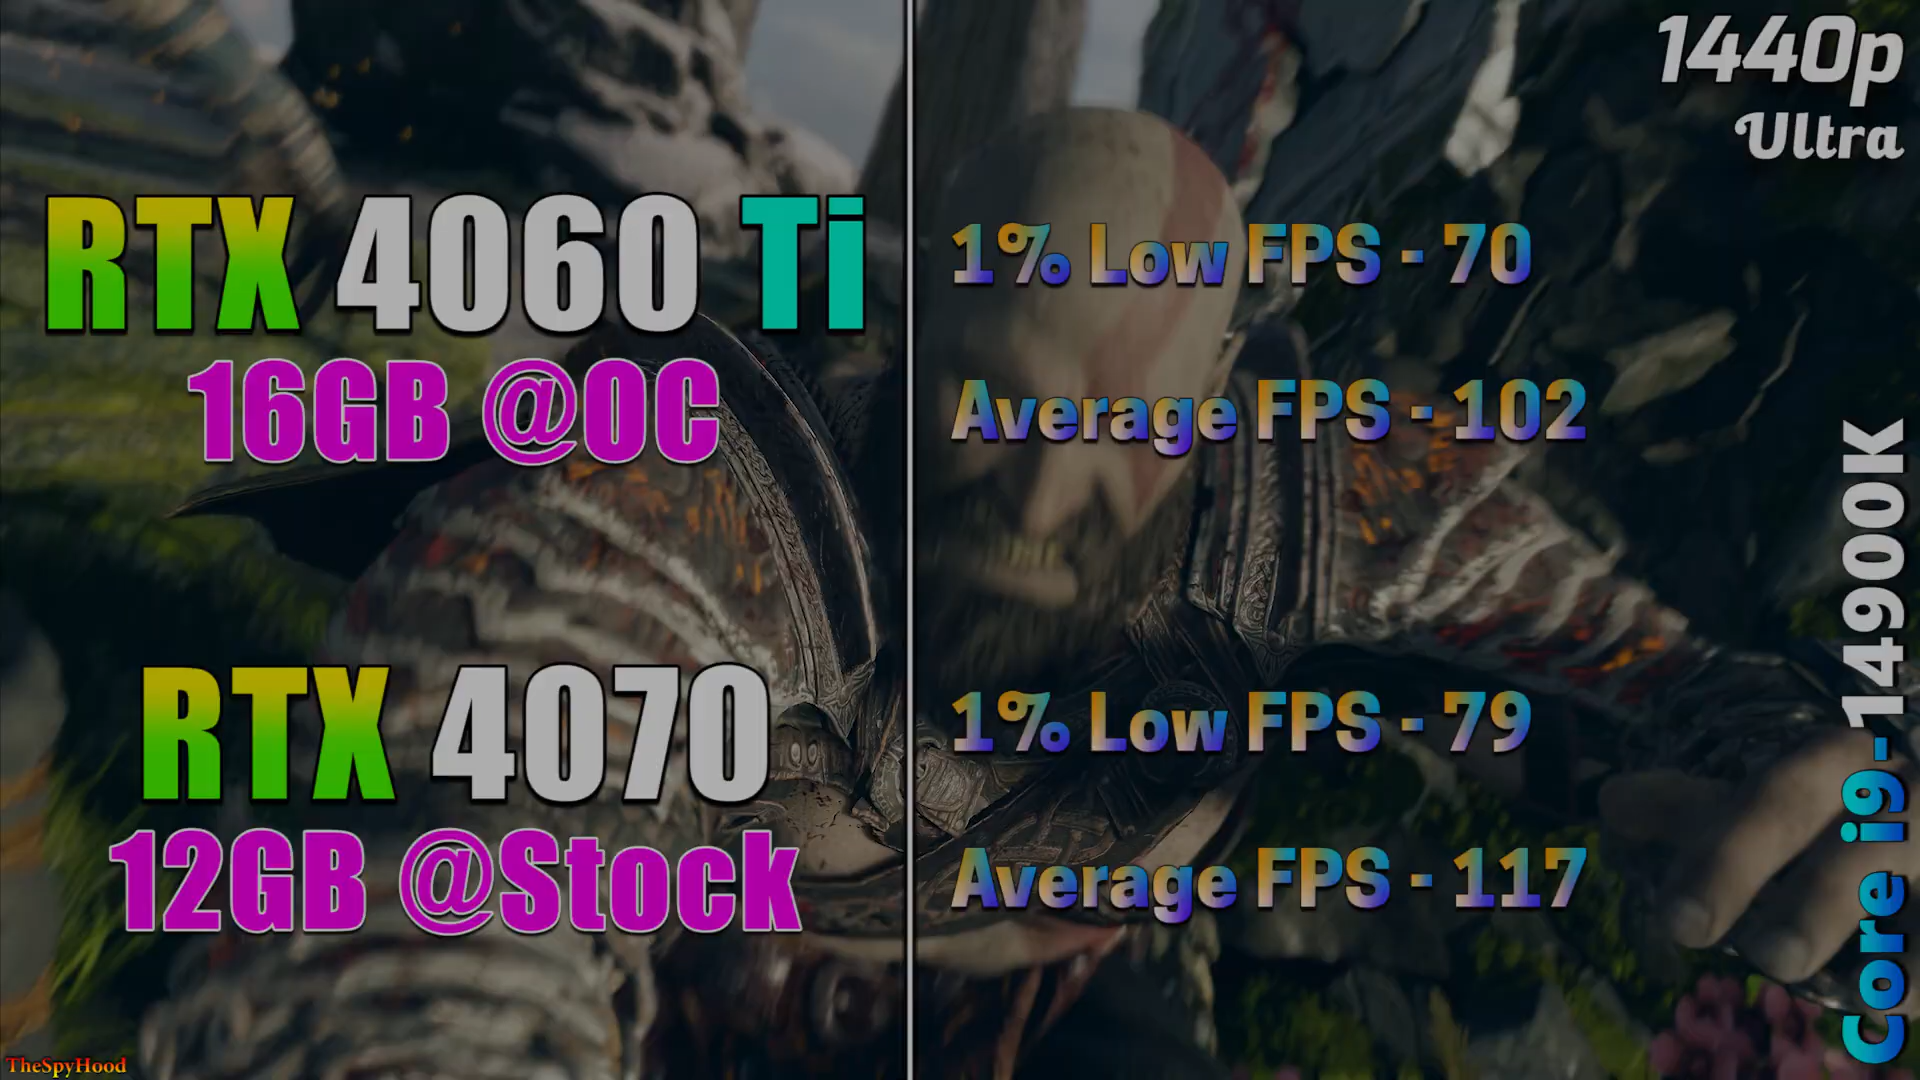 1440p
Ultra
RTX 4060 Ti
16GB @OC
1% Low FPS - 70
Average FPS - 102
RTX 4070
12GB @Stock
1% Low FPS - 79
Average FPS - 117
Core i9-14900K
TheSpyHood